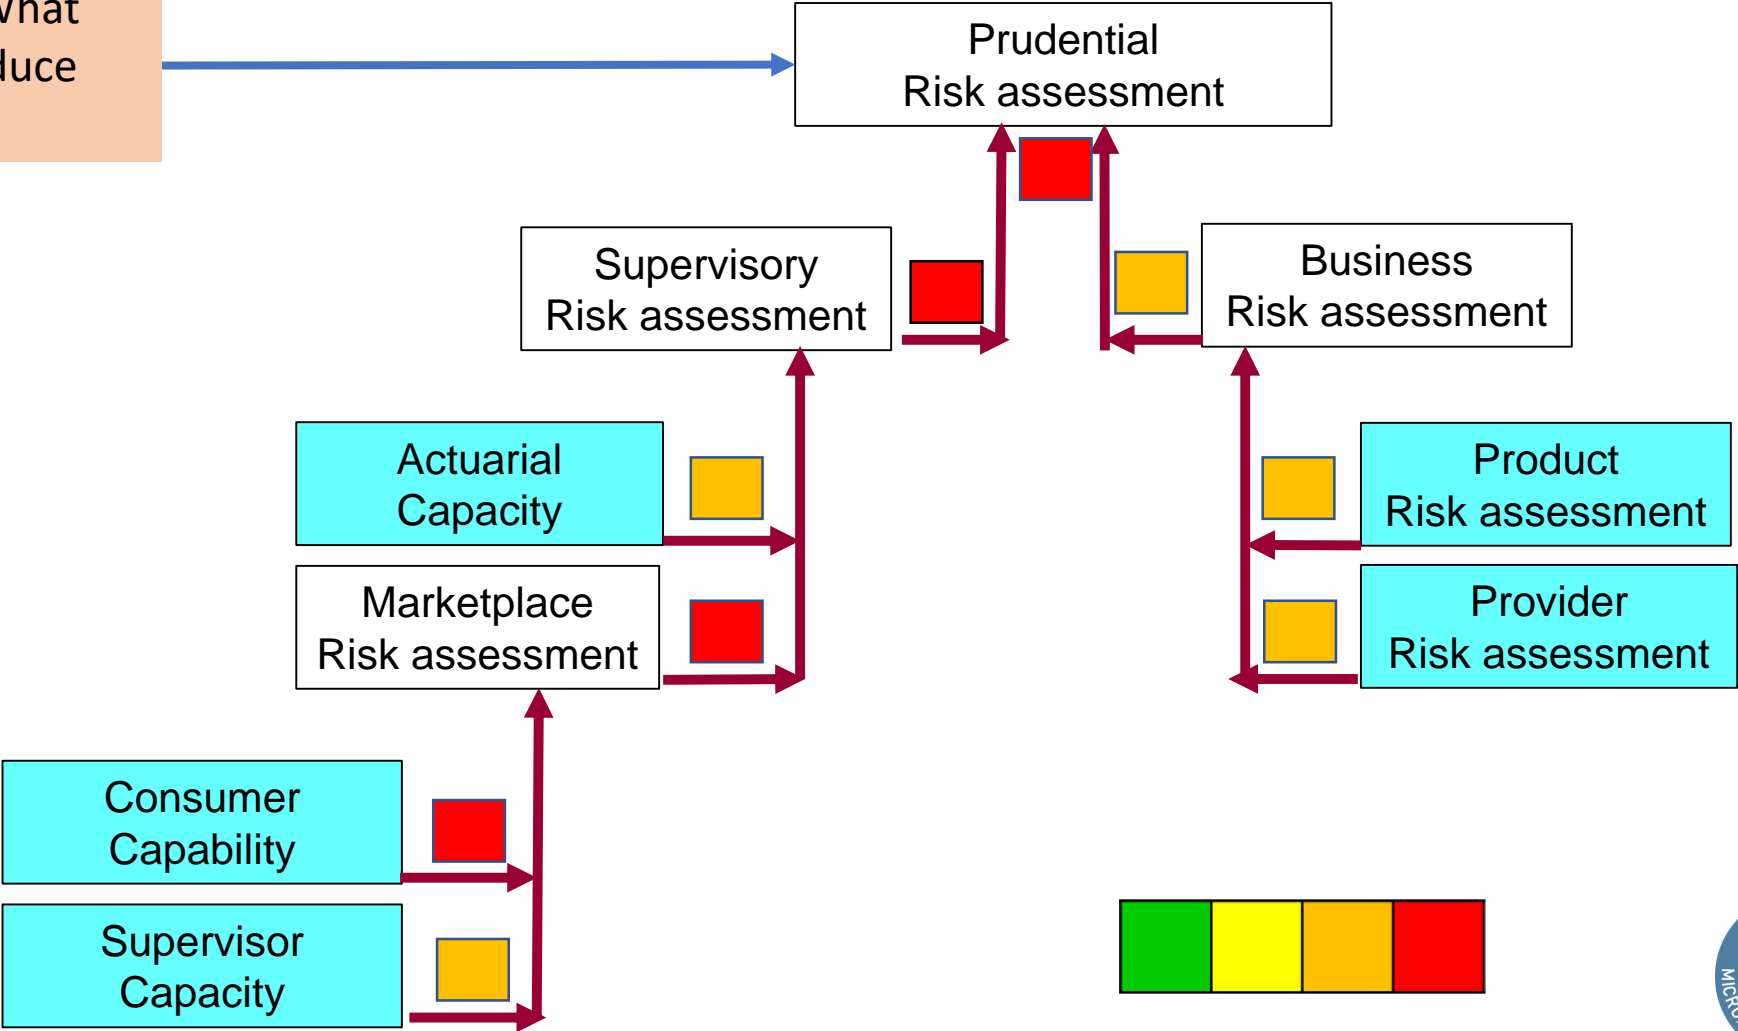 Prudential
Risk assessment
Supervisory
Risk assessment
Business
Risk assessment
Actuarial
Capacity
Product
Risk assessment
Marketplace
Risk assessment
Provider
Risk assessment
Consumer
Capability
Supervisor
Capacity